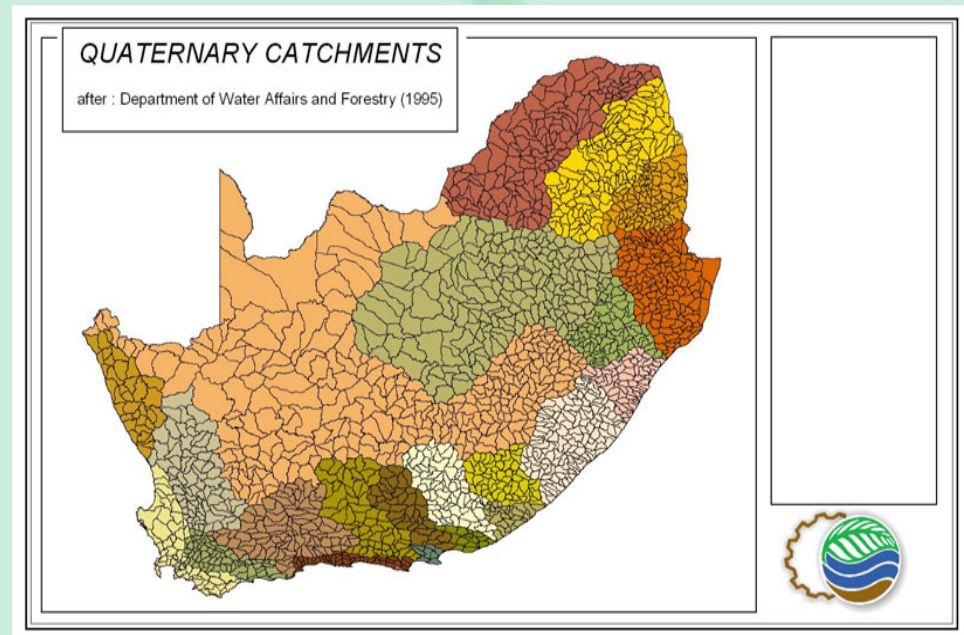 QUATERNARY CATCHMENTS
after : Department of Water Affairs and Forestry (1995)